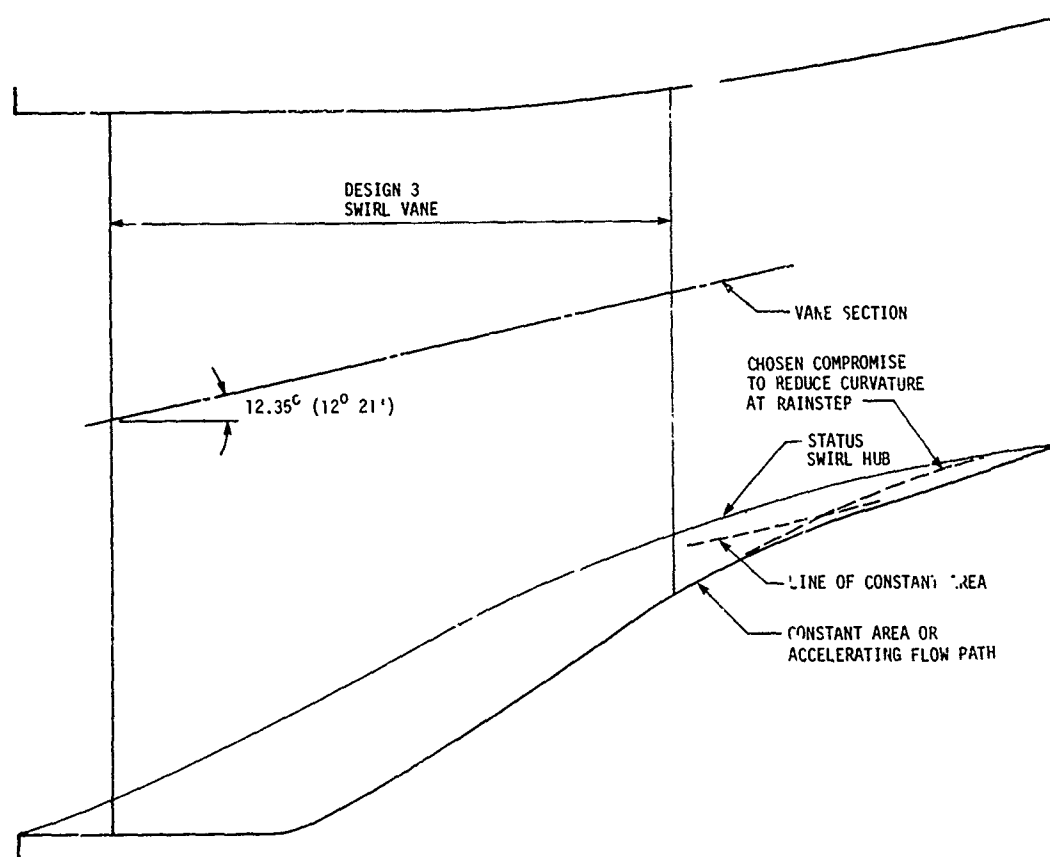 DESIGN 3
SWIRL VANE
VANE SECTION
12.35° (12° 21')
CHOSEN COMPROMISE
TO REDUCE CURVATURE
AT RAINSTEP
STATUS
SWIRL HUB
LINE OF CONSTANT
CONSTANT AREA OR
ACCELERATING FLOW PATH